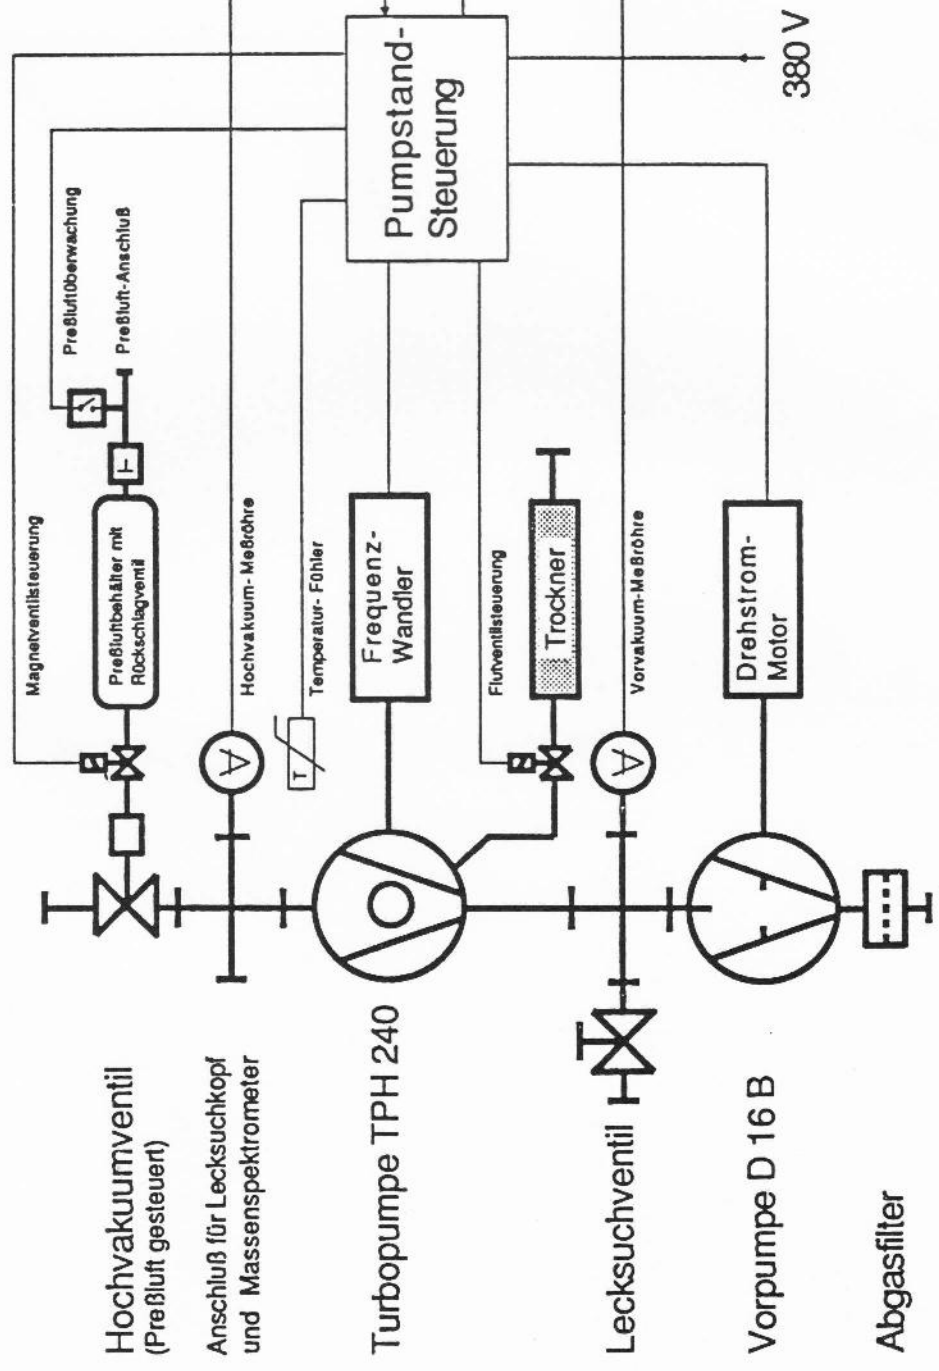 Hochvakuumventil
(Preßluft gesteuert)
Anschluß für Lecksuchkopf
und Massenspektrometer
Turbopumpe TPH 240
Lecksuchventil
Vorpumpe D 16 B
Abgasfilter
Magnetventilsteuerung
Preßluftbehälter mit
Rückschlagventil
Preßluftüberwachung
Preßluft-Anschluß
Hochvakuum-Meßröhre
T
Temperatur-Fühler
Frequenz-
Wandler
Flutventilsteuerung
Trockner
Vorvakuum-Meßröhre
Drehstrom-
Motor
Pumpstand-
Steuerung
380 V